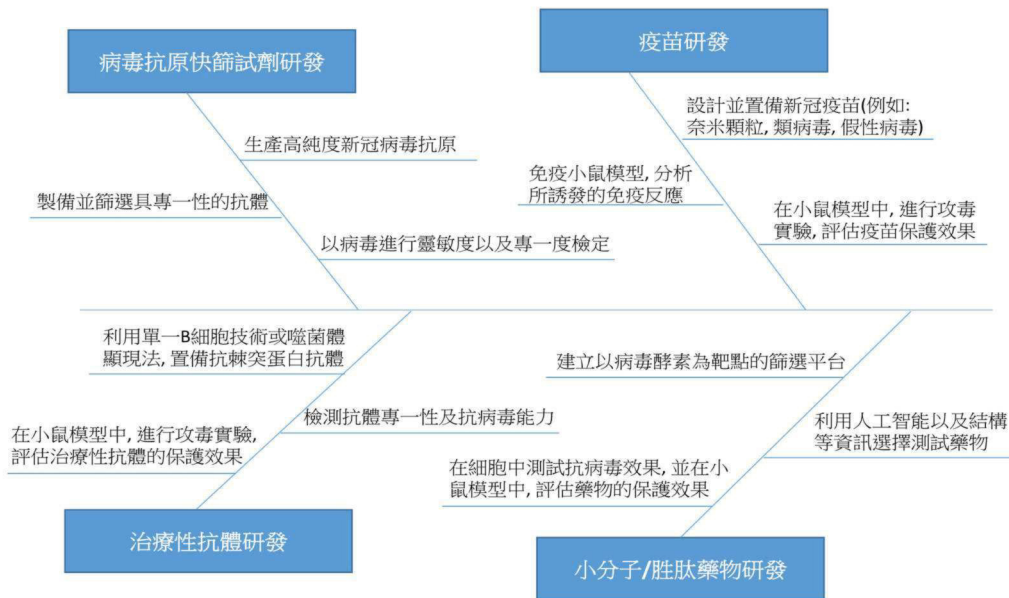 病毒抗原快篩試劑研發
生產高純度新冠病毒抗原
製備並篩選具專一性的抗體
以病毒進行靈敏度以及專一度檢定
疫苗研發
設計並置備新冠疫苗(例如:
奈米顆粒, 類病毒, 假性病毒)
免疫小鼠模型, 分析
所誘發的免疫反應
在小鼠模型中, 進行攻毒
實驗, 評估疫苗保護效果
利用單一B細胞技術或噬菌體
顯現法, 置備抗棘突蛋白抗體
檢測抗體專一性及抗病毒能力
在小鼠模型中, 進行攻毒實驗,
評估治療性抗體的保護效果
治療性抗體研發
建立以病毒酵素為靶點的篩選平台
利用人工智能以及結構
等資訊選擇測試藥物
在細胞中測試抗病毒效果, 並在小
鼠模型中, 評估藥物的保護效果
小分子/胜肽藥物研發